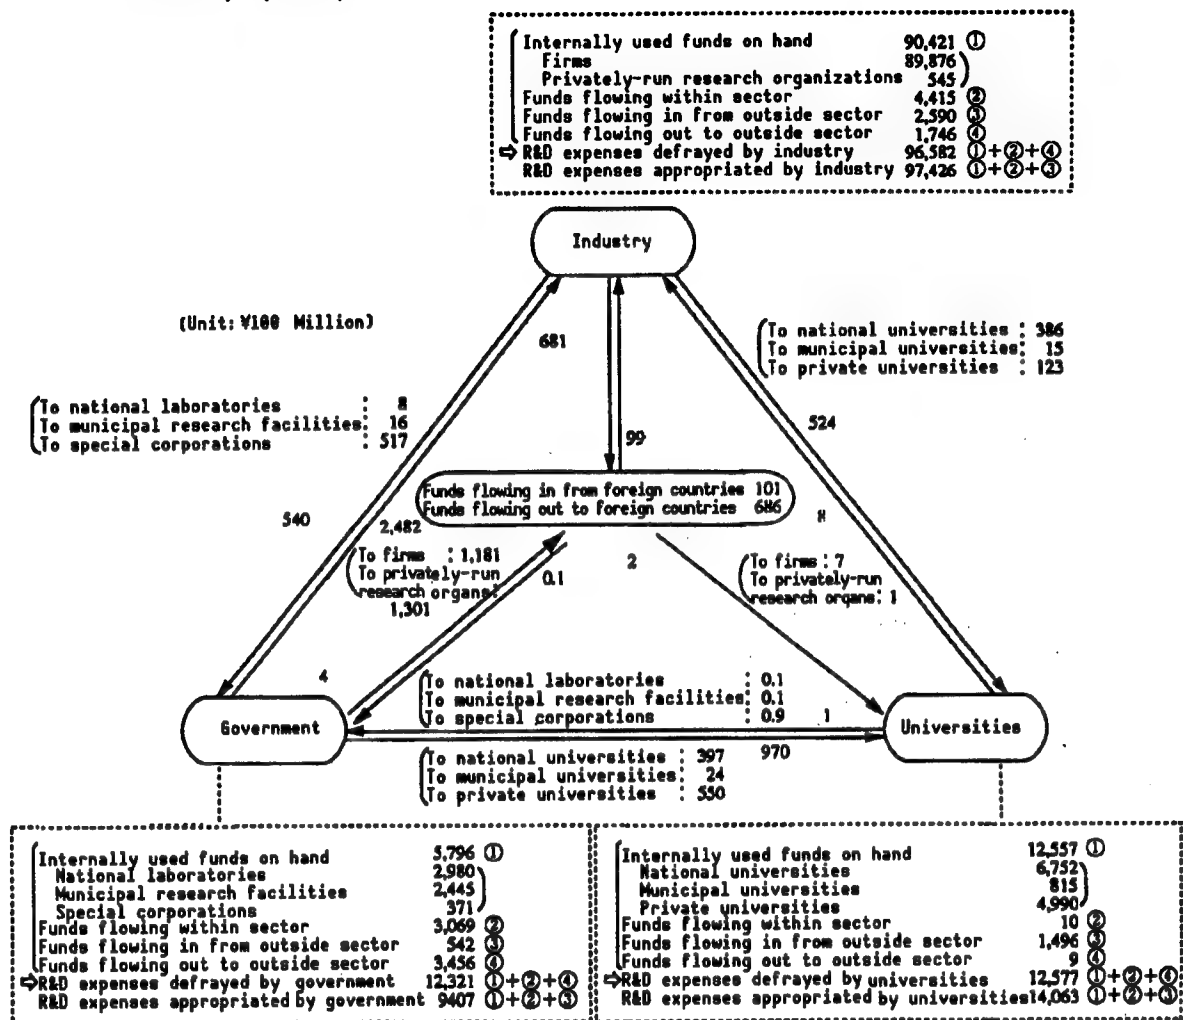 Internally used funds on hand 90,421 ①
Firms 89,876
Privately-run research organizations 545
Funds flowing within sector 4,415 ②
Funds flowing in from outside sector 2,590 ③
Funds flowing out to outside sector 1,746 ④
⇨ R&D expenses defrayed by industry 96,582 ①+②+④
R&D expenses appropriated by industry 97,426 ①+②+③
Industry
(Unit: ¥100 Million)
681
To national universities : 386
To municipal universities: 15
To private universities : 123
To national laboratories : 8
To municipal research facilities: 16
To special corporations : 517
99
524
Funds flowing in from foreign countries 101
Funds flowing out to foreign countries 686
540
2,482
8
To firms : 1,181
To privately-run
research organs:
1,301
0.1
2
To firms : 7
To privately-run
research organs: 1
4
To national laboratories : 0.1
To municipal research facilities: 0.1
To special corporations : 0.9
1
Government
Universities
970
To national universities : 397
To municipal universities: 24
To private universities : 550
Internally used funds on hand 5,796 ①
National laboratories 2,980
Municipal research facilities 2,445
Special corporations 371
Funds flowing within sector 3,069 ②
Funds flowing in from outside sector 542 ③
Funds flowing out to outside sector 3,456 ④
⇨R&D expenses defrayed by government 12,321 ①+②+④
R&D expenses appropriated by government 9407 ①+②+③
Internally used funds on hand 12,557 ①
National universities 6,752
Municipal universities 815
Private universities 4,990
Funds flowing within sector 10 ②
Funds flowing in from outside sector 1,496 ③
Funds flowing out to outside sector 9 ④
⇨R&D expenses defrayed by universities 12,577 ①+②+④
R&D expenses appropriated by universities 14,063 ①+②+③